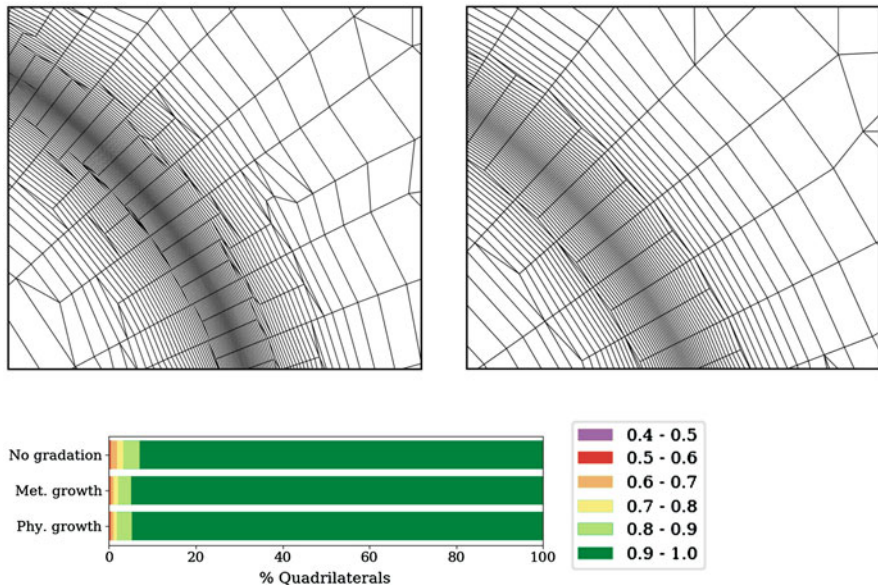 No gradation
Met. growth
Phy. growth
0 20 40 60 80 100
% Quadrilaterals
0.4 - 0.5
0.5 - 0.6
0.6 - 0.7
0.7 - 0.8
0.8 - 0.9
0.9 - 1.0